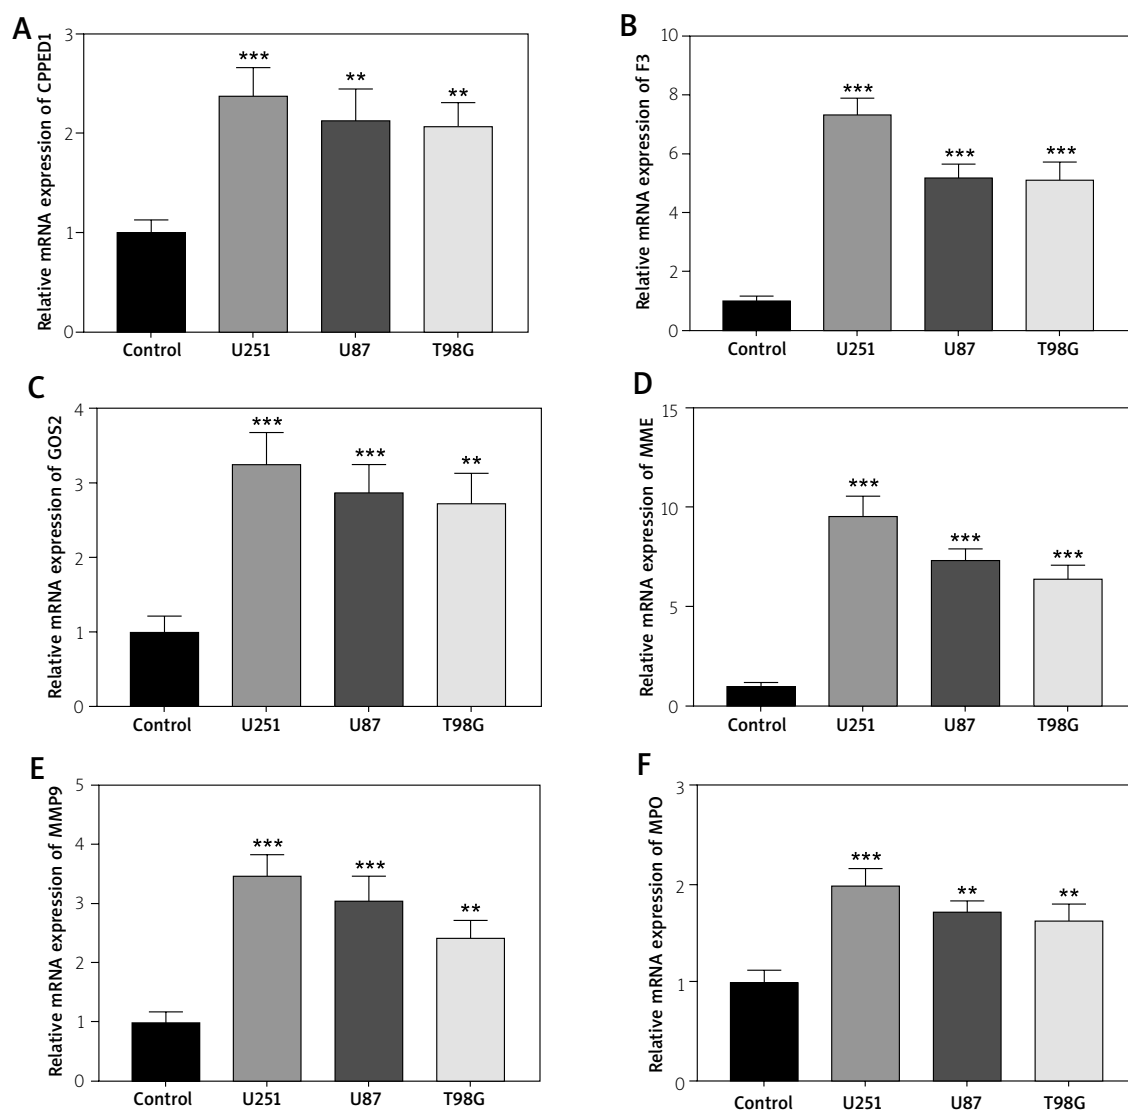 A
Relative mRNA expression of CPPED1
3
2
1
0
***
**
**
Control U251 U87 T98G
B
Relative mRNA expression of F3
10
8
6
4
2
0
***
***
***
Control U251 U87 T98G
C
Relative mRNA expression of GOS2
4
3
2
1
0
***
***
**
Control U251 U87 T98G
D
Relative mRNA expression of MME
15
10
5
0
***
***
***
Control U251 U87 T98G
E
Relative mRNA expression of MMP9
5
4
3
2
1
0
***
***
**
Control U251 U87 T98G
F
Relative mRNA expression of MPO
3
2
1
0
***
**
**
Control U251 U87 T98G